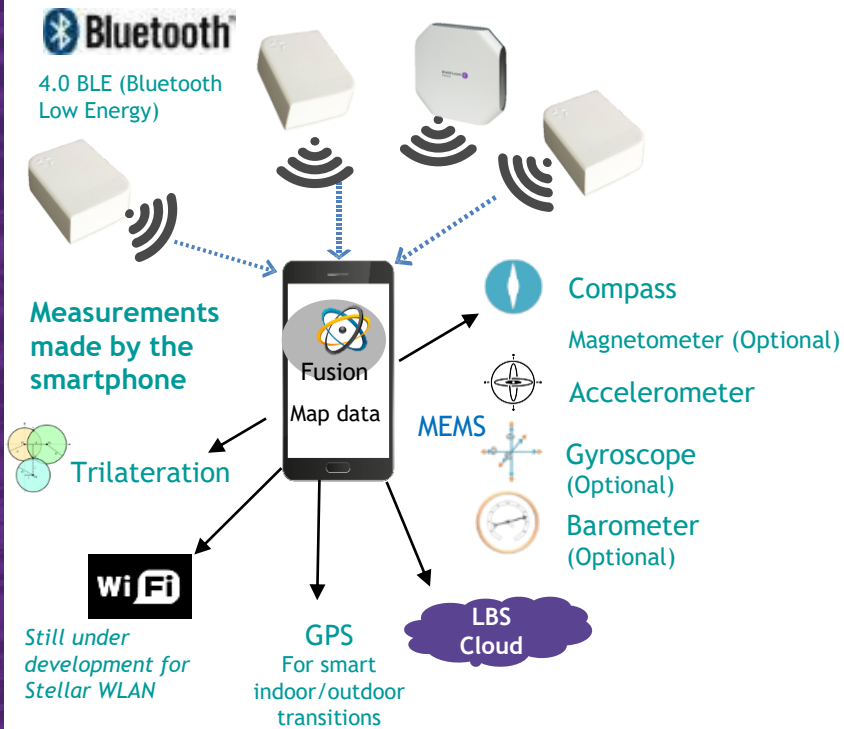 Bluetooth
4.0 BLE (Bluetooth
Low Energy)
Measurements
made by the
smartphone
Fusion
Map data
Compass
Magnetometer (Optional)
Accelerometer
MEMS
Gyroscope
(Optional)
Barometer
(Optional)
Trilateration
Wi Fi
Still under
development for
Stellar WLAN
GPS
For smart
indoor/outdoor
transitions
LBS
Cloud